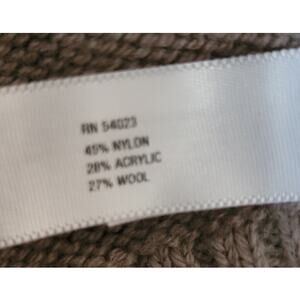 RN 54023
45% NYLON
28% ACRYLIC
27% WOOL